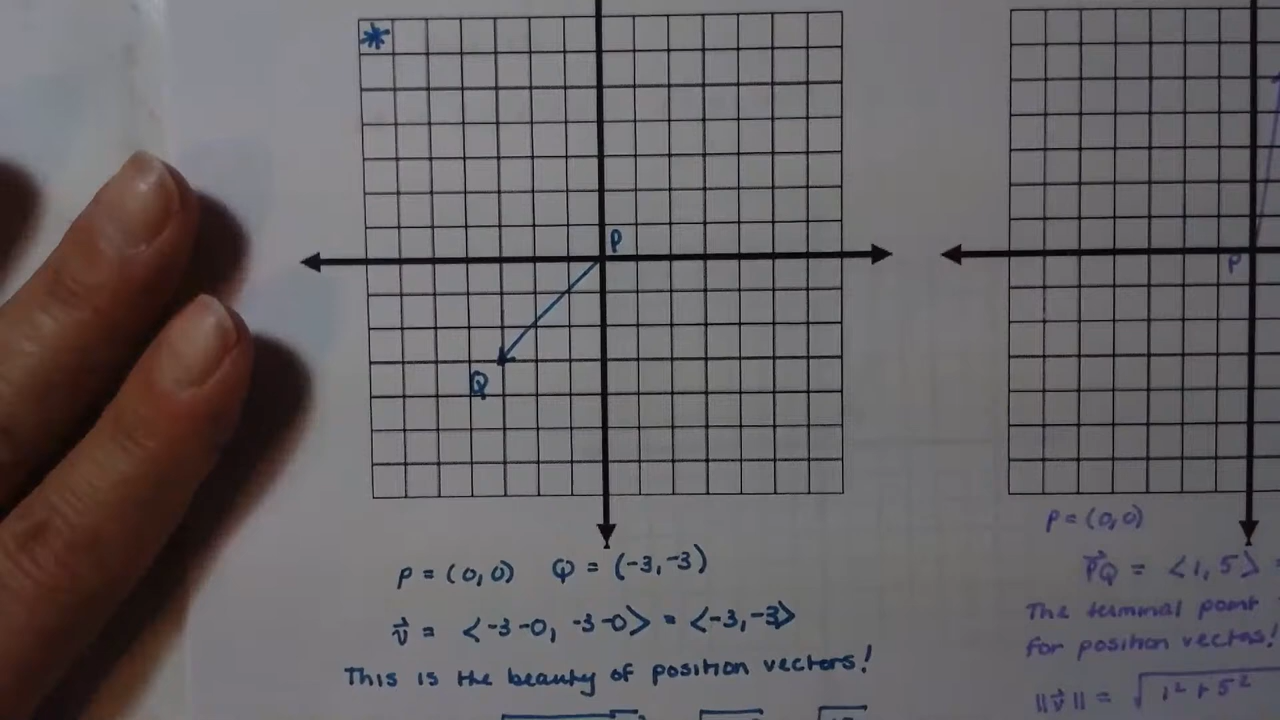 *
P
Q
P = (0,0) Q = (-3,-3)
v⃗ = <-3-0, -3-0> = <-3,-3>
This is the beauty of position vectors!
P
P = (0,0)
P⃗Q = <1,5> =
The terminal point
for position vectors!
||v⃗|| = √1² + 5²